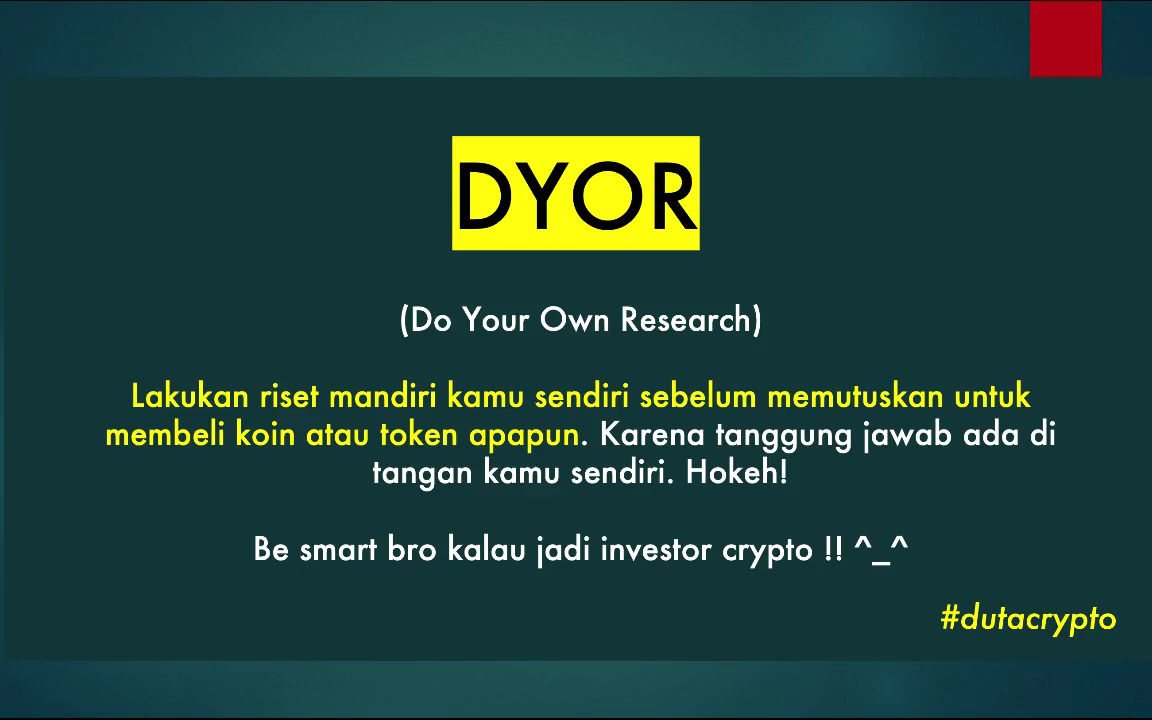 DYOR
(Do Your Own Research)
Lakukan riset mandiri kamu sendiri sebelum memutuskan untuk
membeli koin atau token apapun. Karena tanggung jawab ada di
tangan kamu sendiri. Hokeh!
Be smart bro kalau jadi investor crypto !! ^_^
#dutacrypto